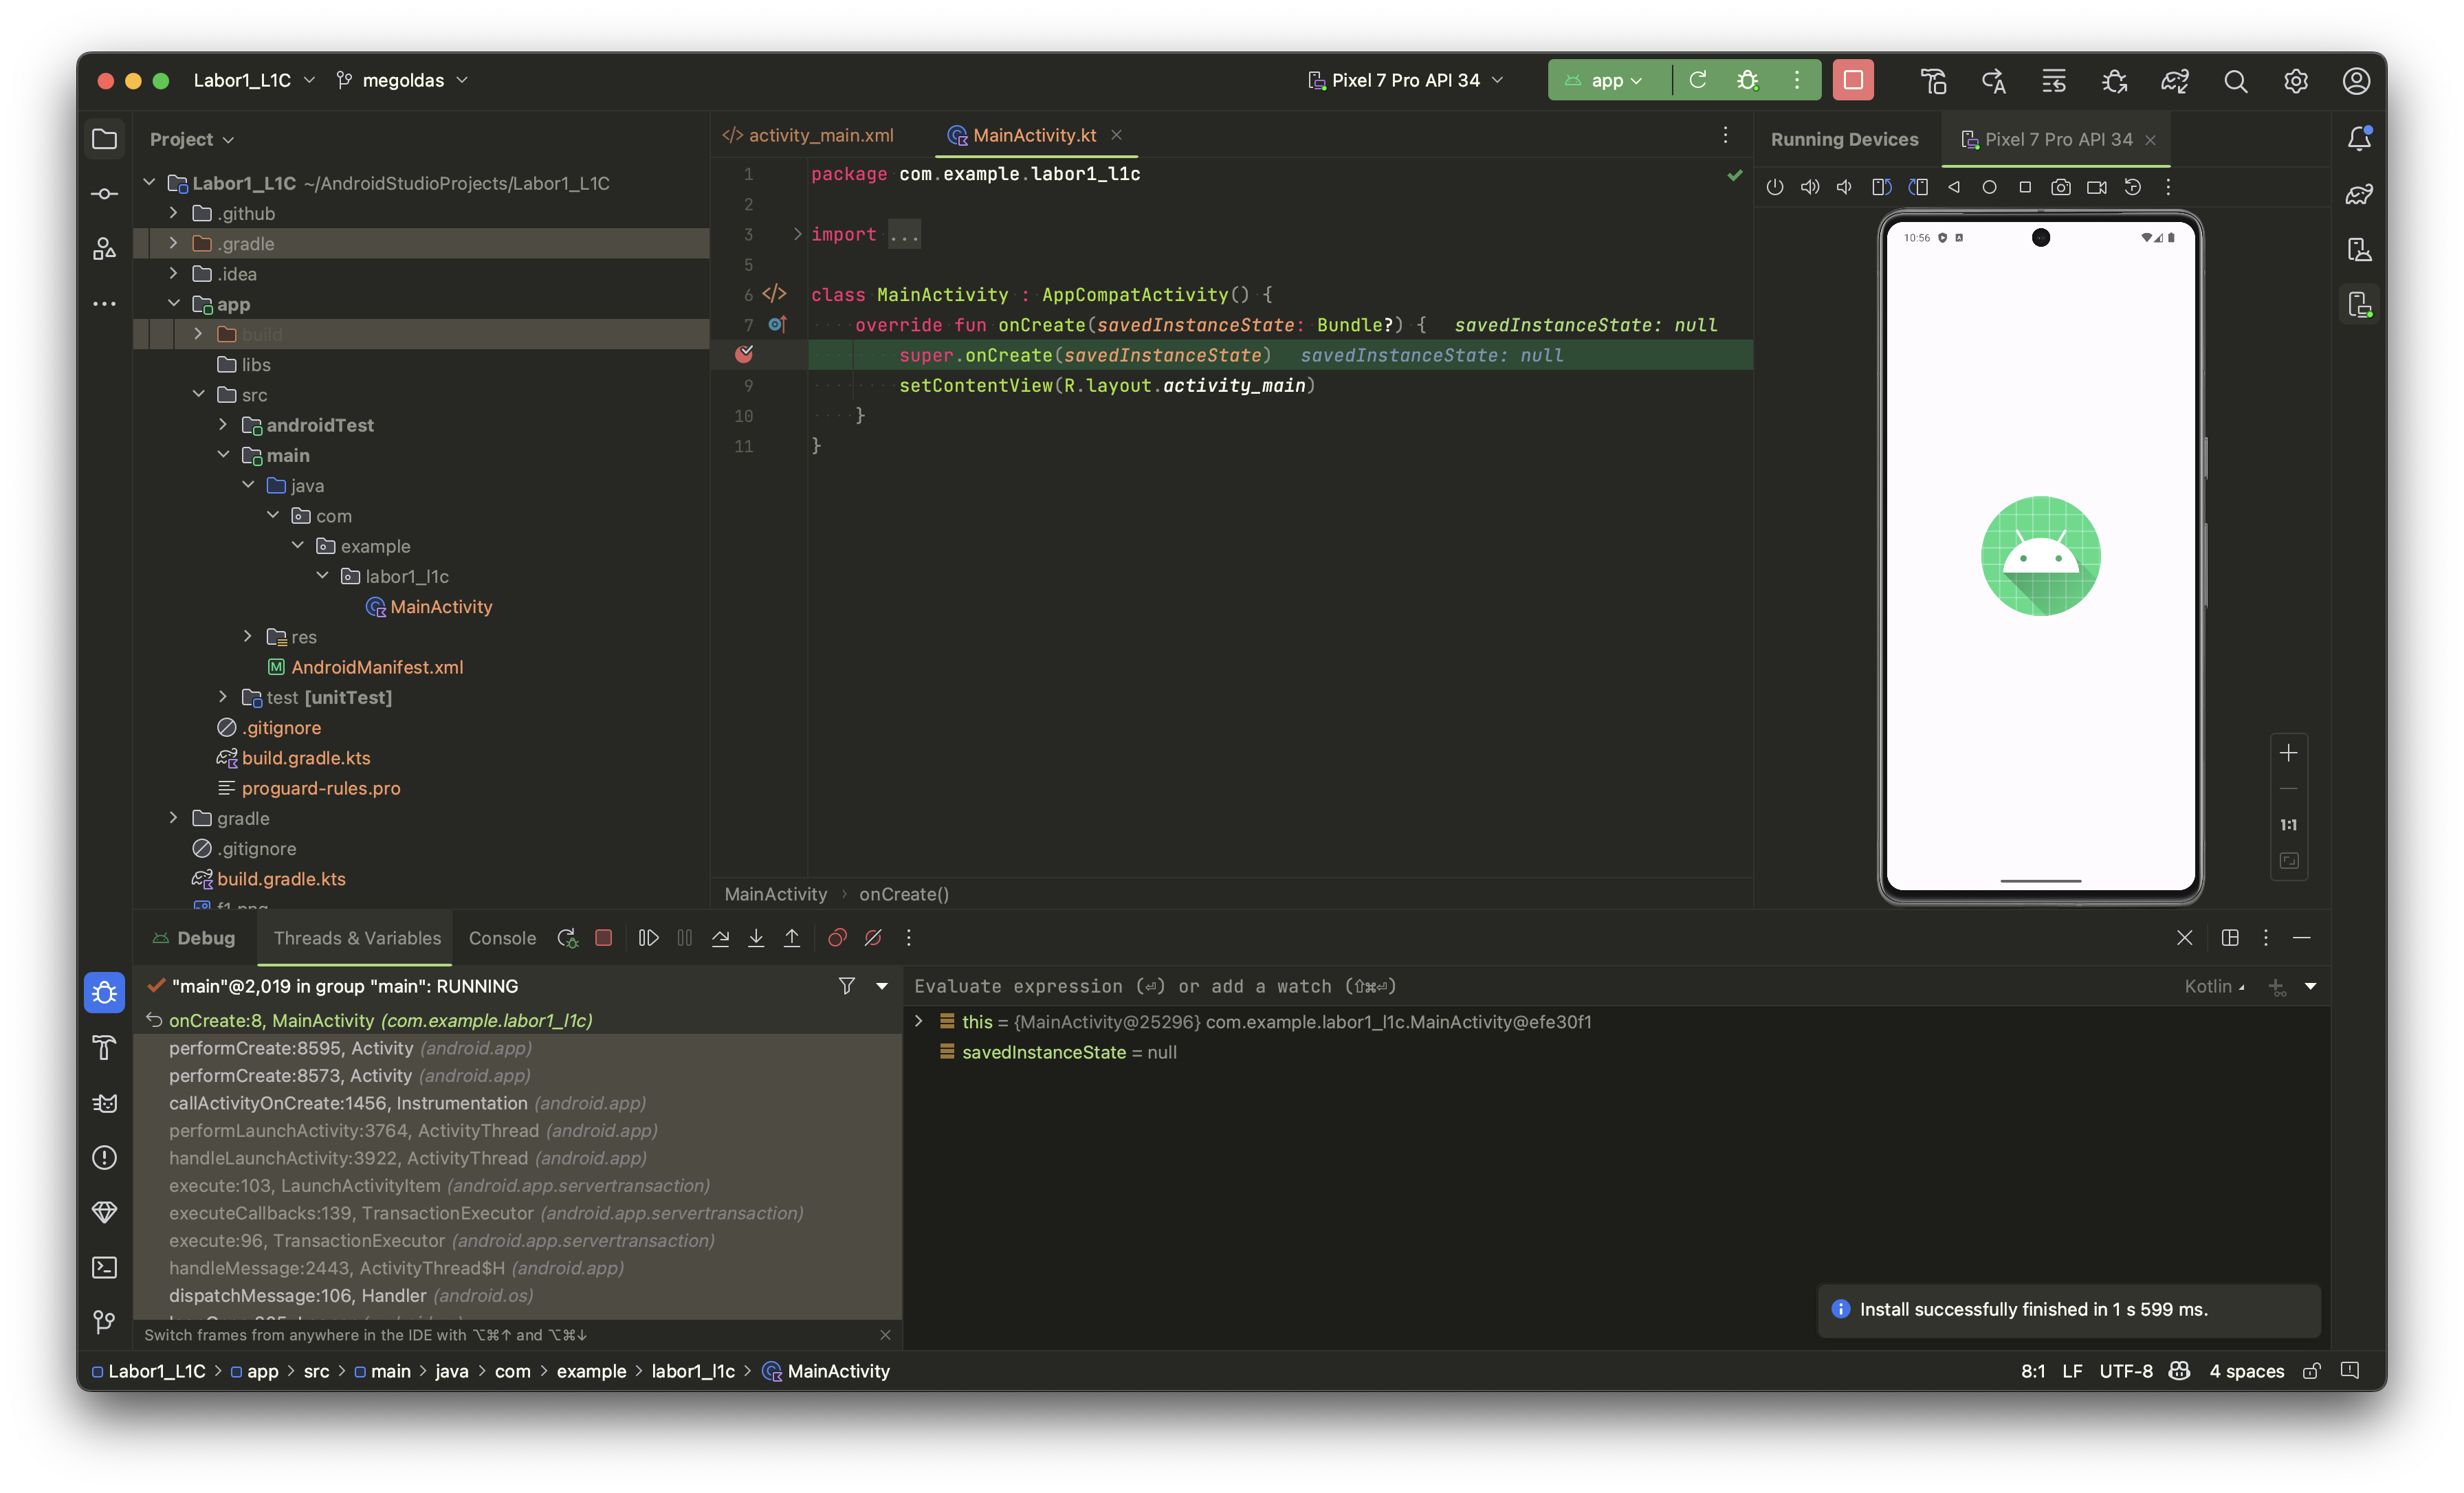 Labor1_L1C
megoldas
Pixel 7 Pro API 34
app
Project
Labor1_L1C ~/AndroidStudioProjects/Labor1_L1C
.github
.gradle
.idea
app
build
libs
src
androidTest
main
java
com
example
labor1_l1c
MainActivity
res
AndroidManifest.xml
test [unitTest]
.gitignore
build.gradle.kts
proguard-rules.pro
gradle
.gitignore
build.gradle.kts
f1.png
activity_main.xml
MainActivity.kt
1 package com.example.labor1_l1c
2
3 import ...
5
6 class MainActivity : AppCompatActivity() {
7 override fun onCreate(savedInstanceState: Bundle?) { savedInstanceState: null
super.onCreate(savedInstanceState) savedInstanceState: null
9 setContentView(R.layout.activity_main)
10 }
11 }
MainActivity > onCreate()
Running Devices
Pixel 7 Pro API 34
10:56
1:1
Debug
Threads & Variables
Console
"main"@2,019 in group "main": RUNNING
onCreate:8, MainActivity (com.example.labor1_l1c)
performCreate:8595, Activity (android.app)
performCreate:8573, Activity (android.app)
callActivityOnCreate:1456, Instrumentation (android.app)
performLaunchActivity:3764, ActivityThread (android.app)
handleLaunchActivity:3922, ActivityThread (android.app)
execute:103, LaunchActivityItem (android.app.servertransaction)
executeCallbacks:139, TransactionExecutor (android.app.servertransaction)
execute:96, TransactionExecutor (android.app.servertransaction)
handleMessage:2443, ActivityThread$H (android.app)
dispatchMessage:106, Handler (android.os)
Switch frames from anywhere in the IDE with ⌥⌘↑ and ⌥⌘↓
Evaluate expression (⏎) or add a watch (⇧⌘⏎)
Kotlin
this = {MainActivity@25296} com.example.labor1_l1c.MainActivity@efe30f1
savedInstanceState = null
Install successfully finished in 1 s 599 ms.
Labor1_L1C > app > src > main > java > com > example > labor1_l1c > MainActivity
8:1 LF UTF-8 4 spaces